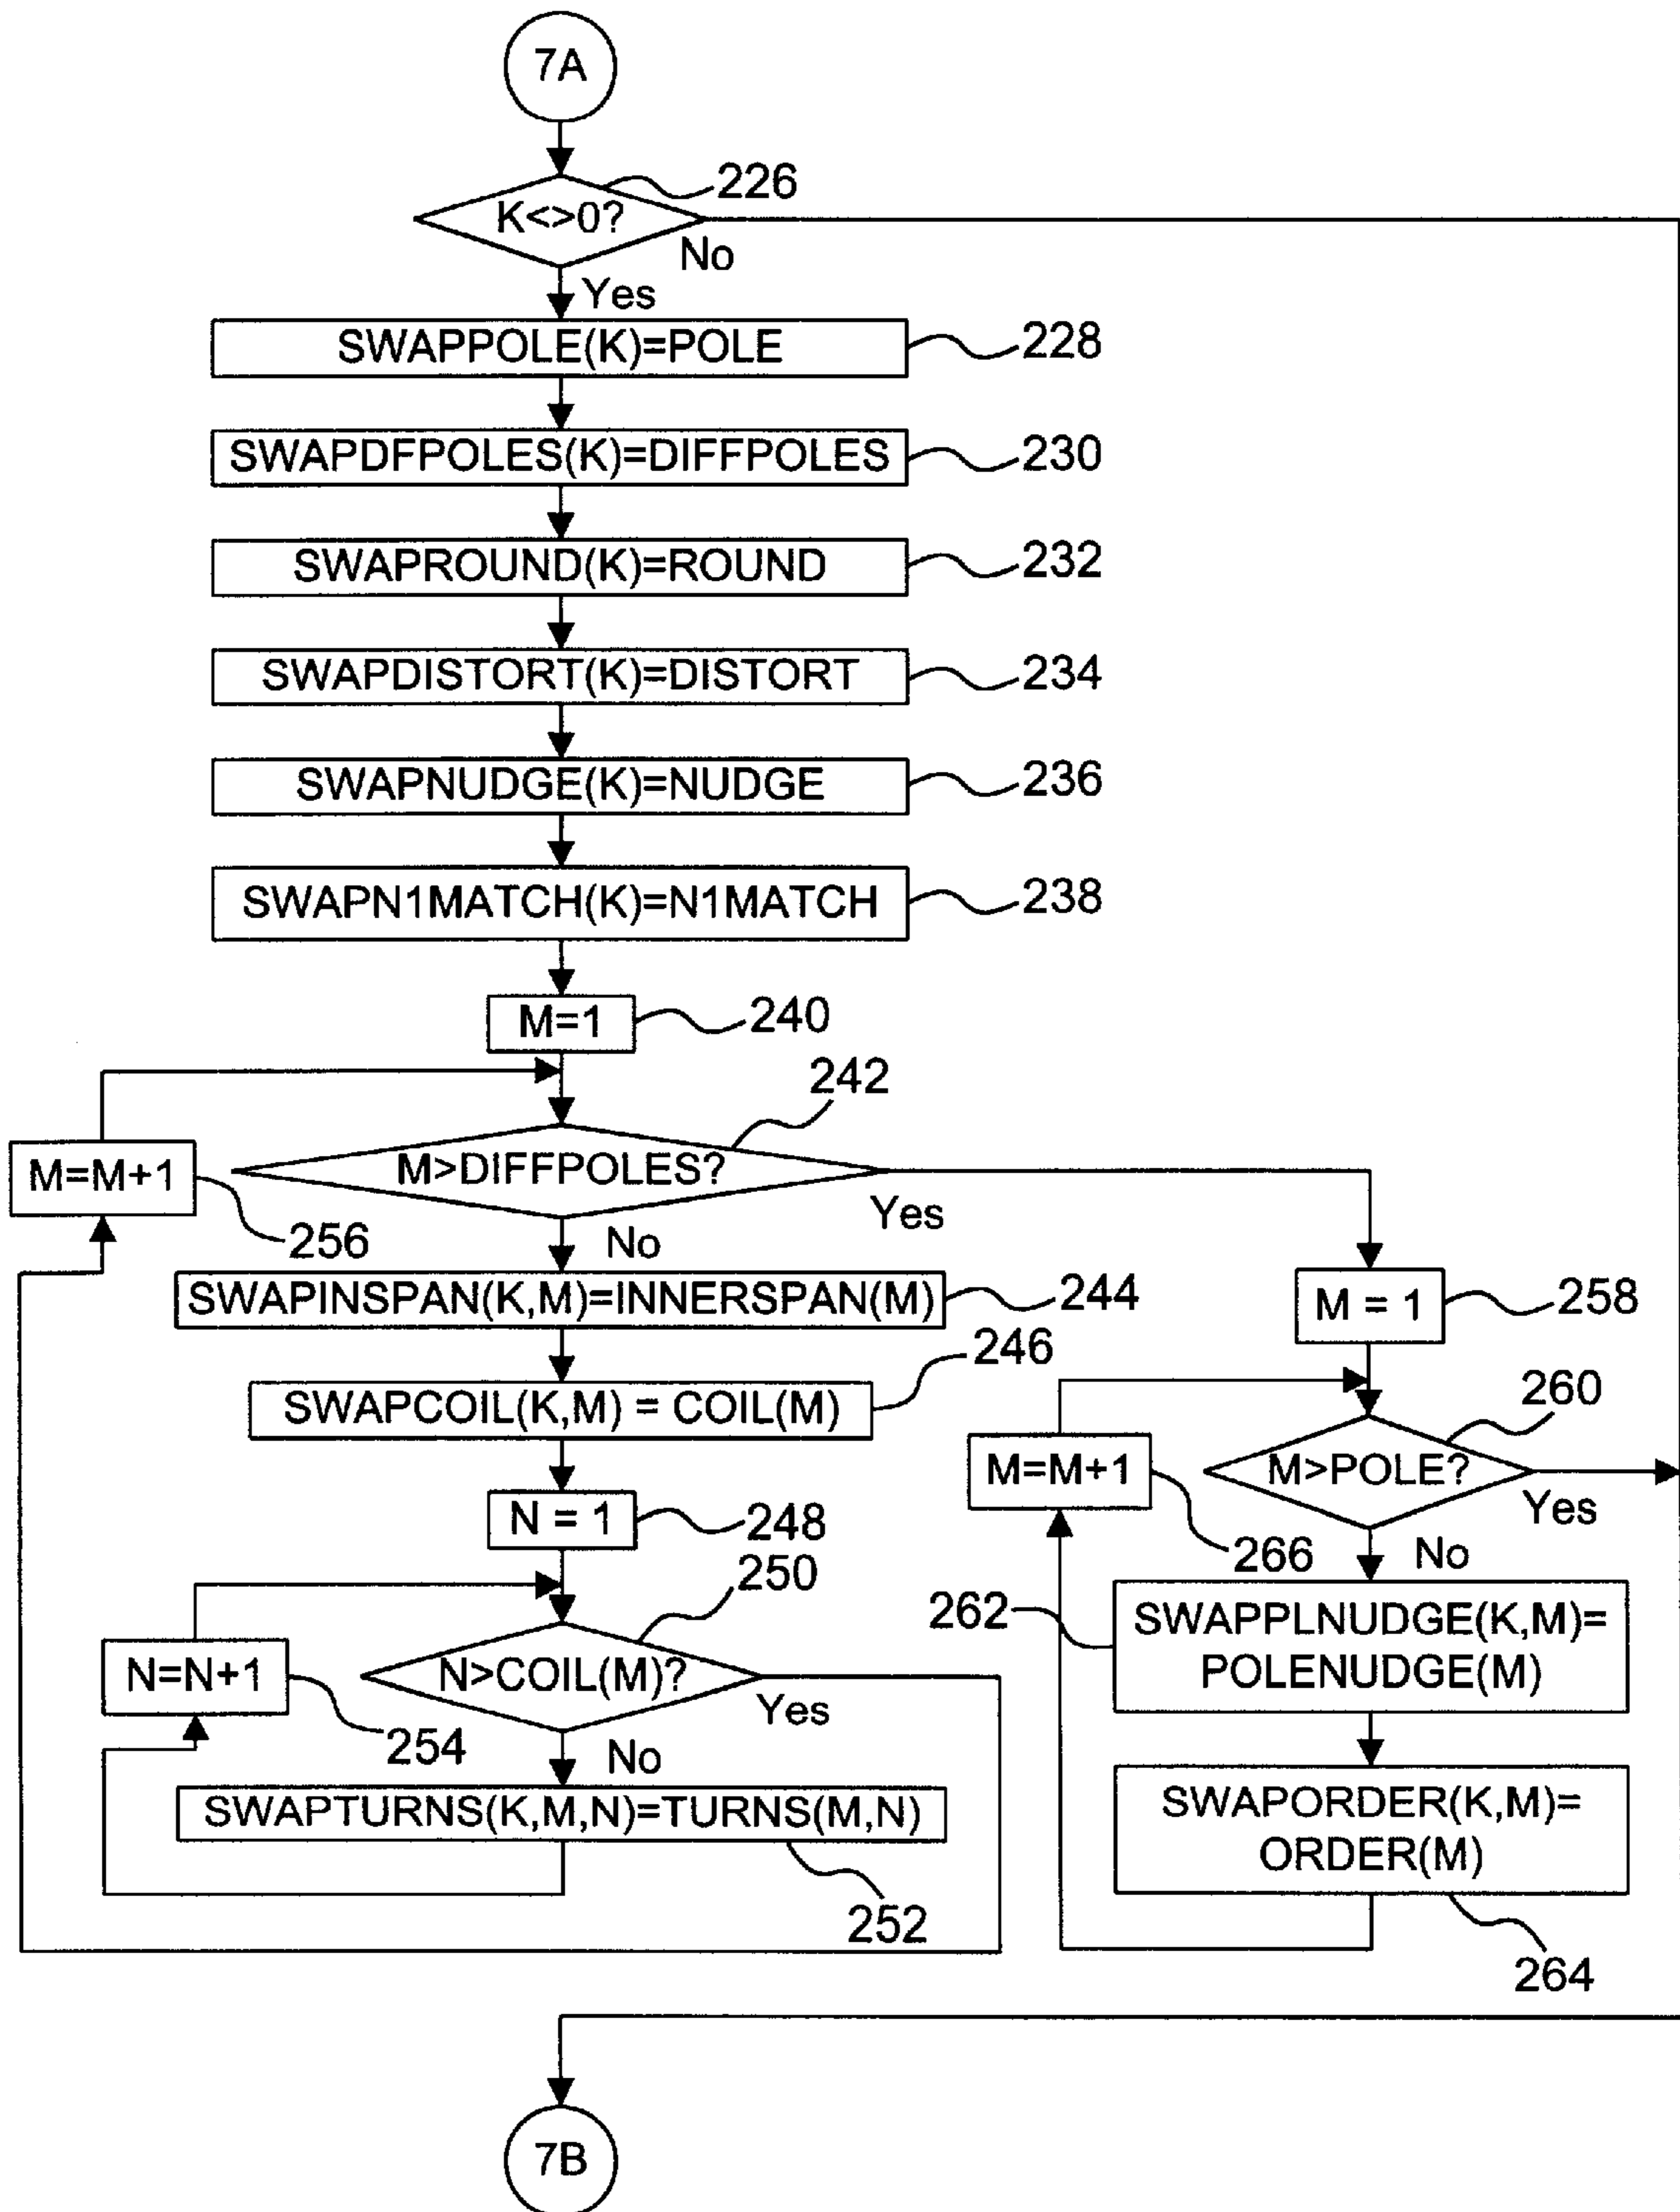 7A
226
K<>0?
No
Yes
SWAPPOLE(K)=POLE
228
SWAPDFPOLES(K)=DIFFPOLES
230
SWAPROUND(K)=ROUND
232
SWAPDISTORT(K)=DISTORT
234
SWAPNUDGE(K)=NUDGE
236
SWAPN1MATCH(K)=N1MATCH
238
M=1
240
242
M=M+1
M>DIFFPOLES?
Yes
256
No
SWAPINSPAN(K,M)=INNERSPAN(M)
244
M = 1
258
246
SWAPCOIL(K,M) = COIL(M)
260
M=M+1
M>POLE?
Yes
N = 1
248
266
No
250
262
SWAPPLNUDGE(K,M)=
POLENUDGE(M)
N=N+1
N>COIL(M)?
Yes
254
No
SWAPTURNS(K,M,N)=TURNS(M,N)
SWAPORDER(K,M)=
ORDER(M)
252
264
7B